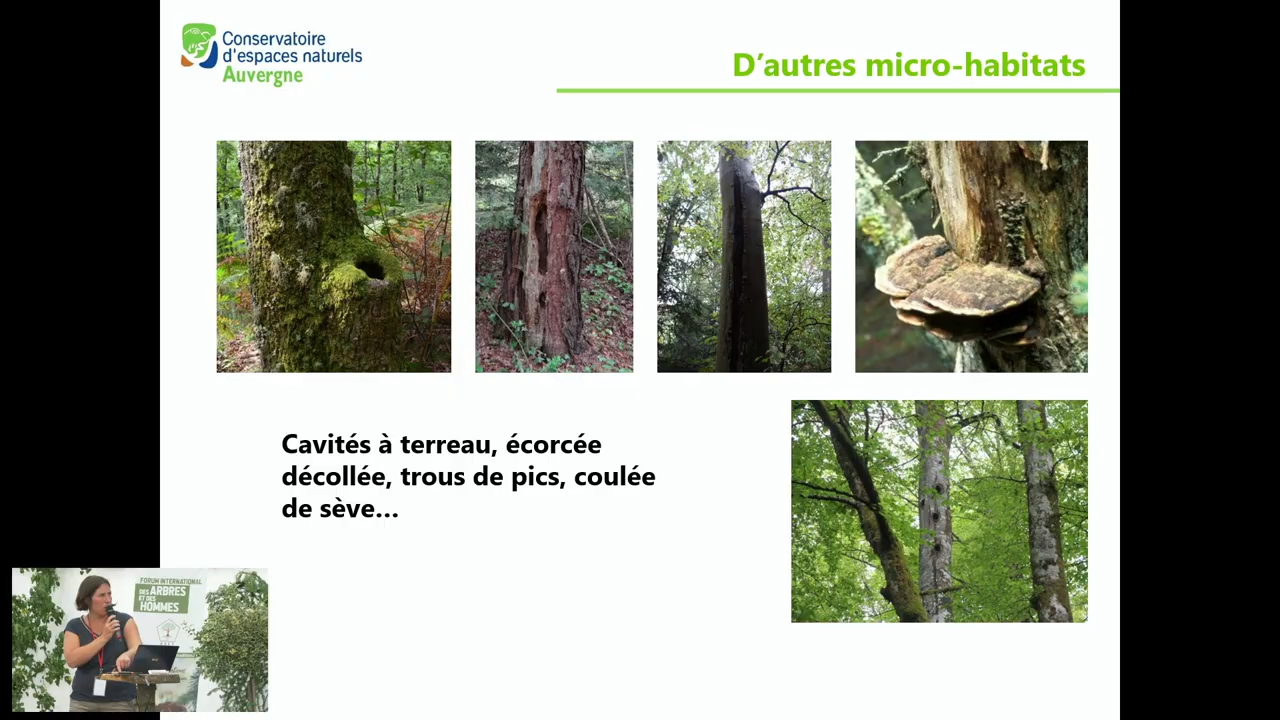 Conservatoire
d'espaces naturels
Auvergne
D’autres micro-habitats
Cavités à terreau, écorcée
décollée, trous de pics, coulée
de sève…
FORUM INTERNATIONAL
DES ARBRES
ET DES
HOMMES